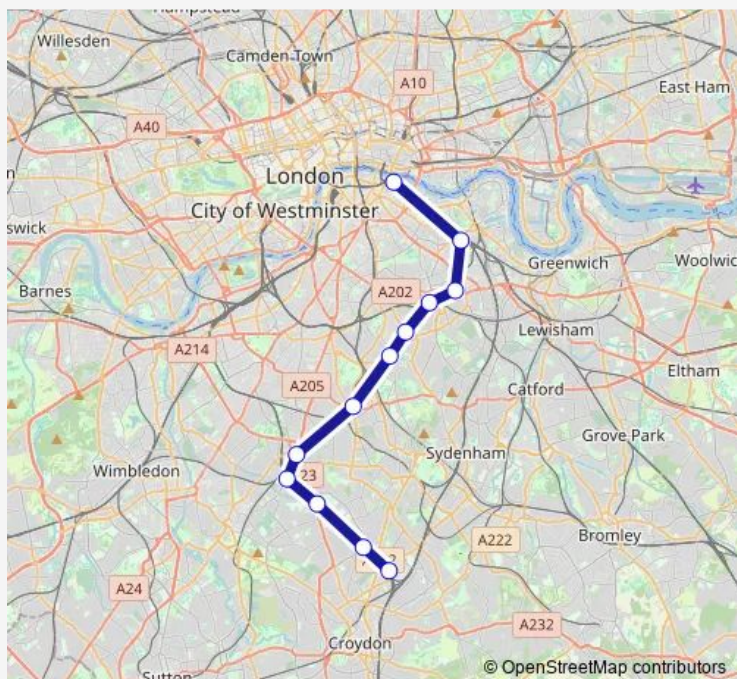 Hampstead
Willesden
Camden Town
A10
East Ham
A40
London
City of Westminster
swick
Barnes
A202
Greenwich
Woolwic
A214
Lewisham
A205
Catford
Eltham
Grove Park
Wimbledon
23
Sydenham
A222
Bromley
A24
A232
Croydon
Sutton
© OpenStreetMap contributors